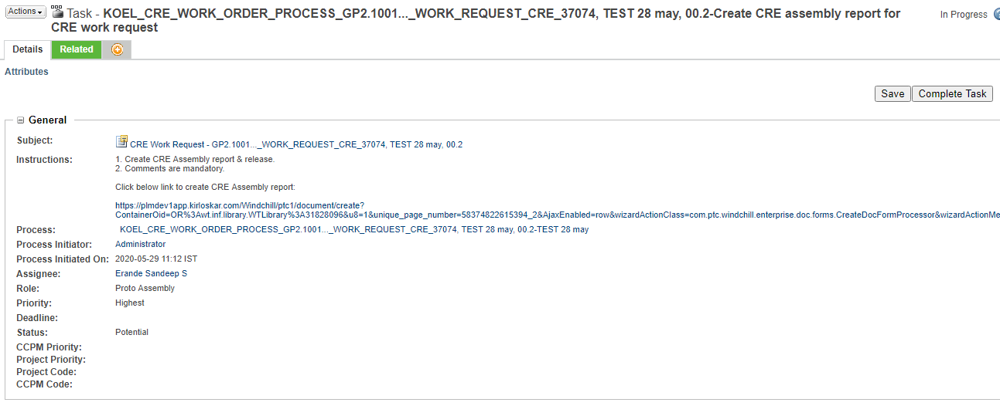 Actions
Task - KOEL_CRE_WORK_ORDER_PROCESS_GP2.1001..._WORK_REQUEST_CRE_37074, TEST 28 may, 00.2-Create CRE assembly report for
CRE work request
In Progress
Details
Related
Attributes
Save
Complete Task
General
Subject: CRE Work Request - GP2.1001..._WORK_REQUEST_CRE_37074, TEST 28 may, 00.2
Instructions: 1. Create CRE Assembly report & release.
2. Comments are mandatory.
Click below link to create CRE Assembly report:
https://plmdev1app.kirloskar.com/Windchill/ptc1/document/create?
ContainerOid=OR%3Awt.inf.library.WTLibrary%3A31828096&u8=1&unique_page_number=58374822615394_2&AjaxEnabled=row&wizardActionClass=com.ptc.windchill.enterprise.doc.forms.CreateDocFormProcessor&wizardActionMe
Process: KOEL_CRE_WORK_ORDER_PROCESS_GP2.1001..._WORK_REQUEST_CRE_37074, TEST 28 may, 00.2-TEST 28 may
Process Initiator: Administrator
Process Initiated On: 2020-05-29 11:12 IST
Assignee: Erande Sandeep S
Role: Proto Assembly
Priority: Highest
Deadline:
Status: Potential
CCPM Priority:
Project Priority:
Project Code:
CCPM Code: